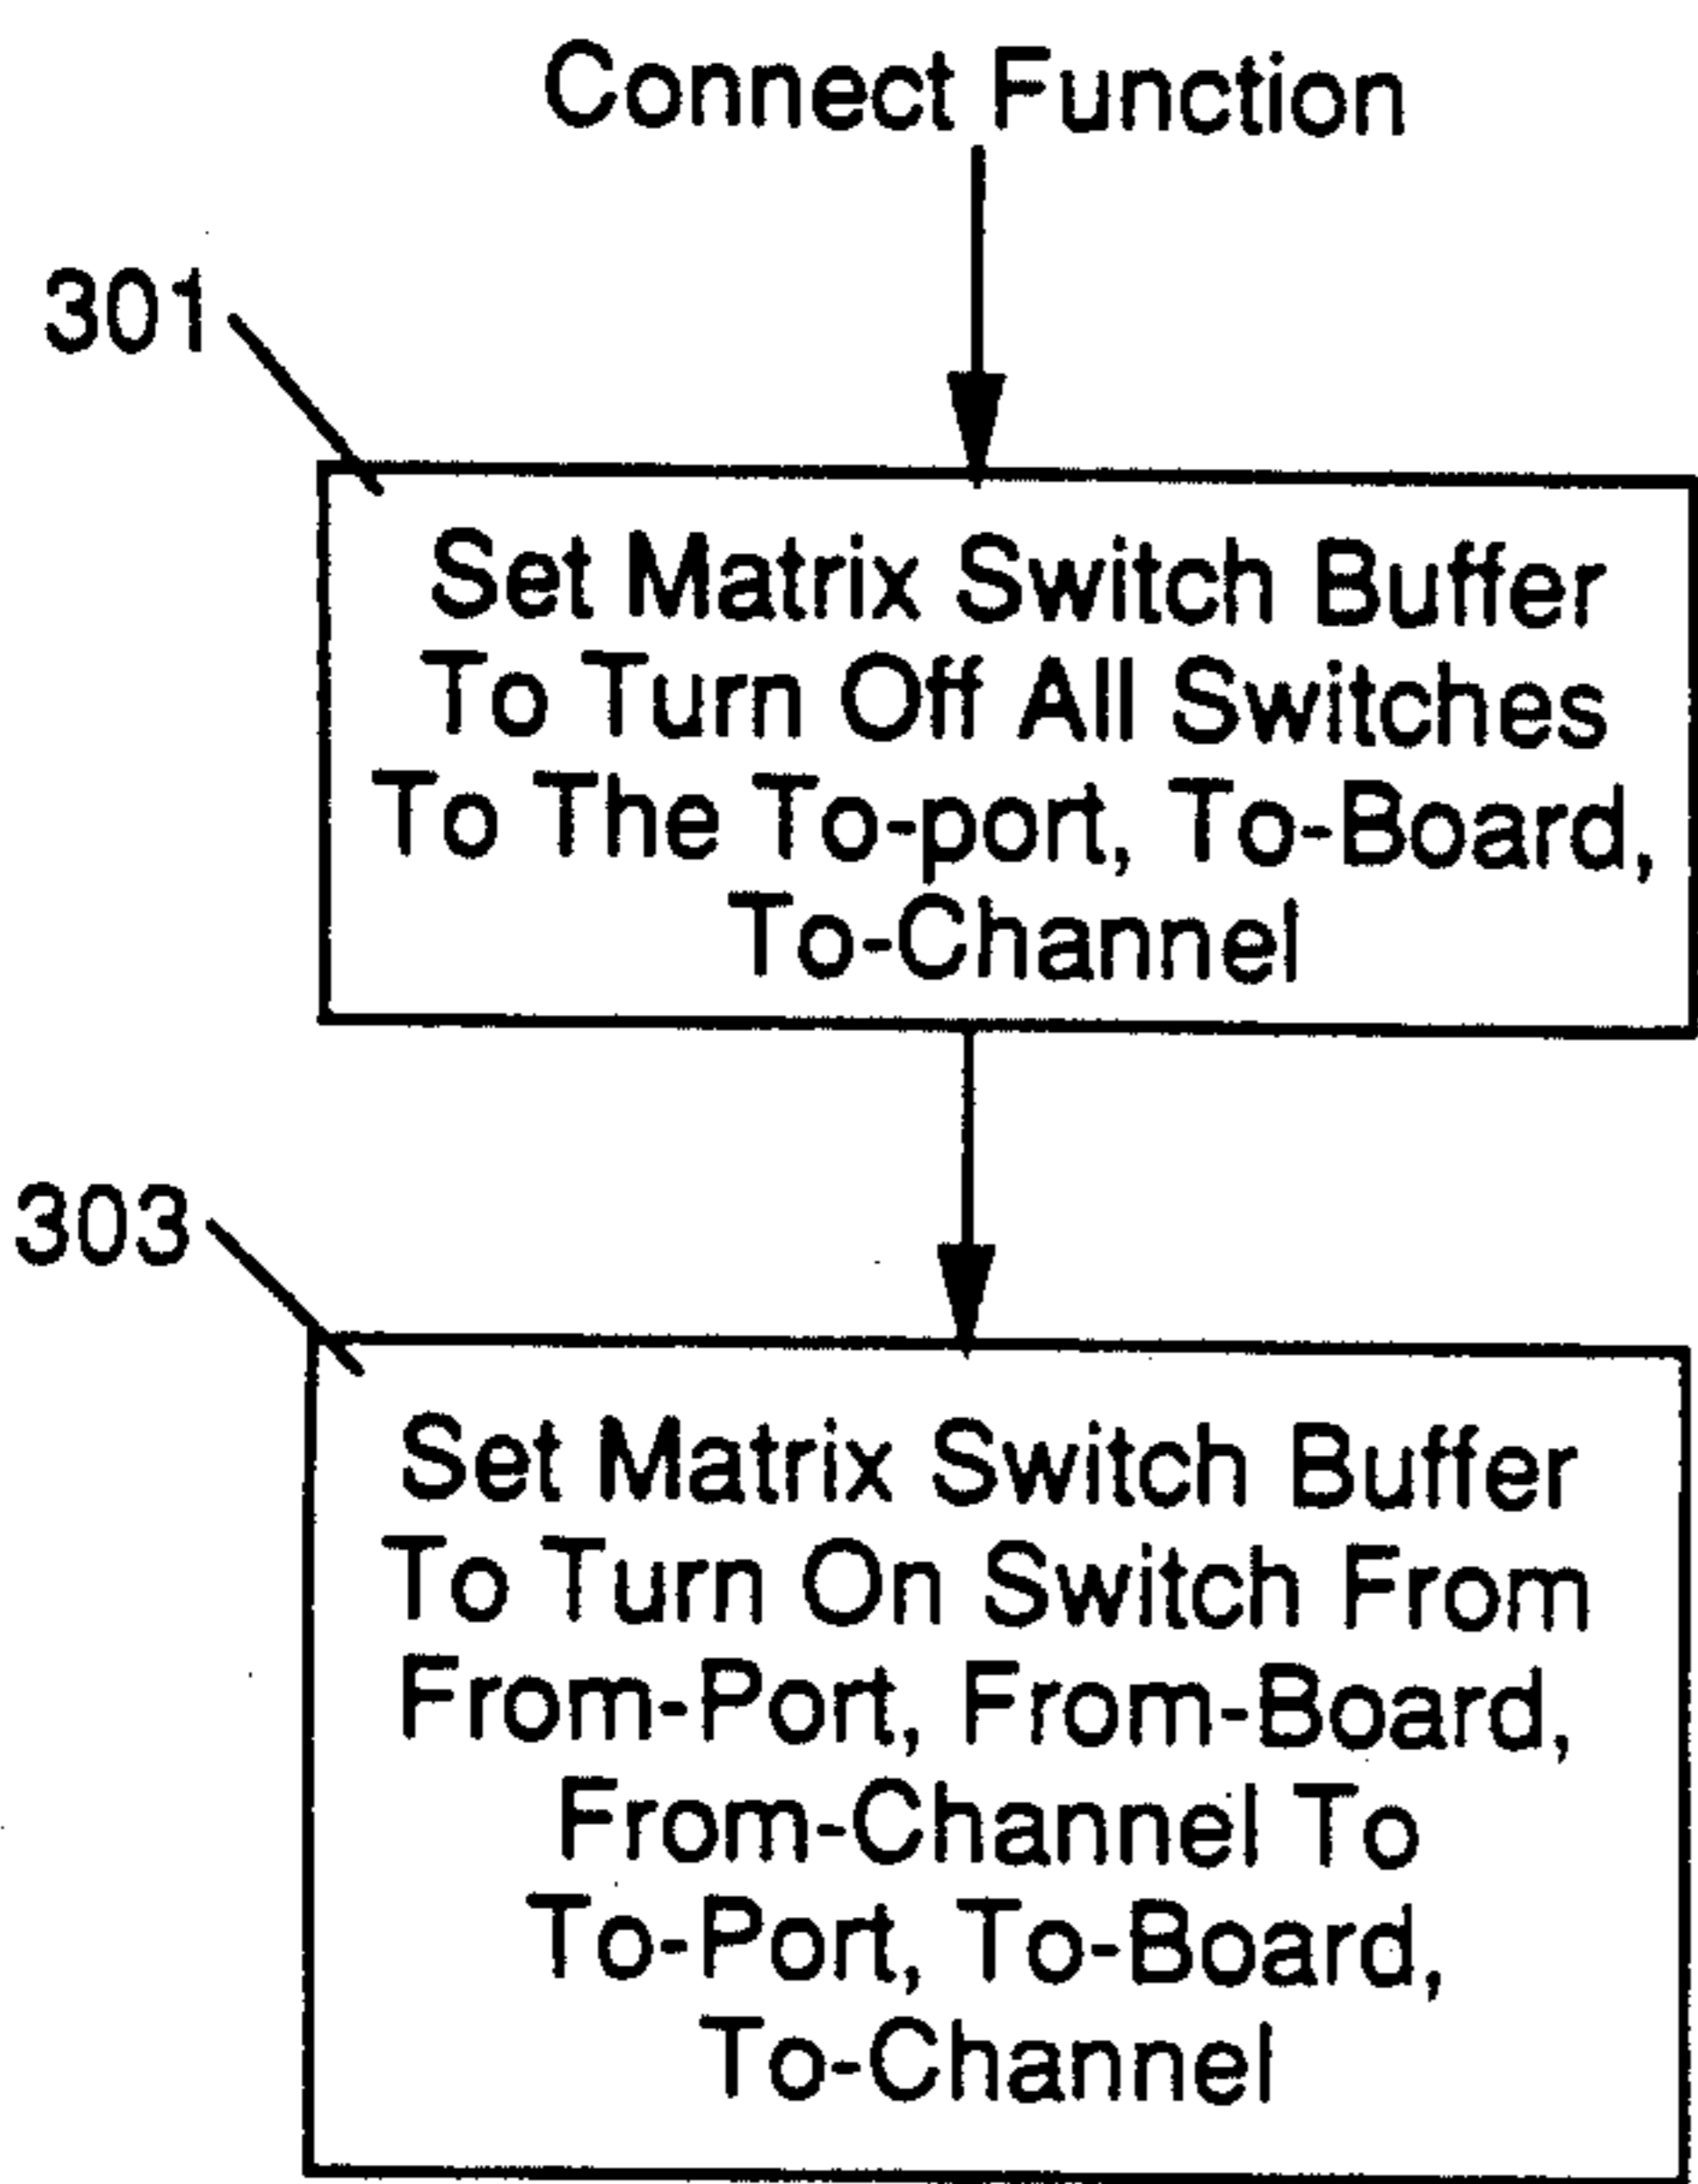 Connect Function
301
Set Matrix Switch Buffer
To Turn Off All Switches
To The To-port, To-Board,
To-Channel
303
Set Matrix Switch Buffer
To Turn On Switch From
From-Port, From-Board,
From-Channel To
To-Port, To-Board,
To-Channel